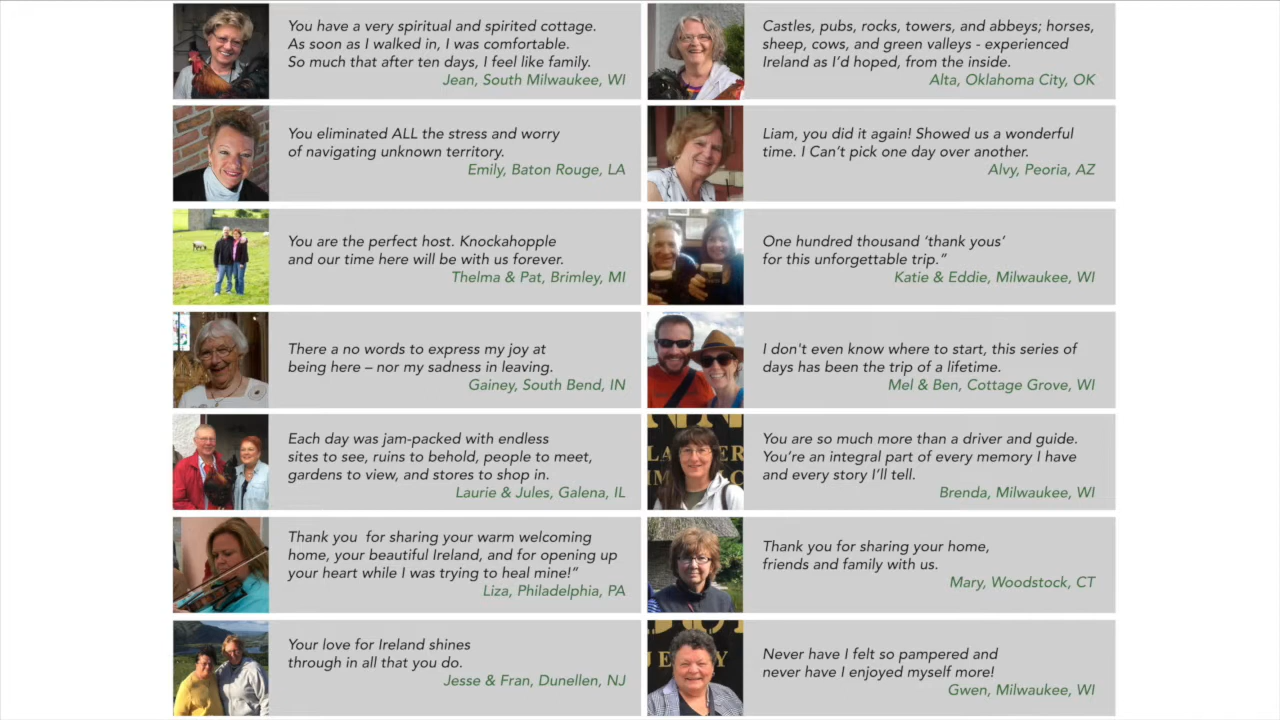 You have a very spiritual and spirited cottage.
As soon as I walked in, I was comfortable.
So much that after ten days, I feel like family.
Jean, South Milwaukee, WI
Castles, pubs, rocks, towers, and abbeys; horses,
sheep, cows, and green valleys - experienced
Ireland as I'd hoped, from the inside.
Alta, Oklahoma City, OK
You eliminated ALL the stress and worry
of navigating unknown territory.
Emily, Baton Rouge, LA
Liam, you did it again! Showed us a wonderful
time. I Can't pick one day over another.
Alvy, Peoria, AZ
You are the perfect host. Knockahopple
and our time here will be with us forever.
Thelma & Pat, Brimley, MI
One hundred thousand 'thank yous'
for this unforgettable trip."
Katie & Eddie, Milwaukee, WI
There a no words to express my joy at
being here – nor my sadness in leaving.
Gainey, South Bend, IN
I don't even know where to start, this series of
days has been the trip of a lifetime.
Mel & Ben, Cottage Grove, WI
Each day was jam-packed with endless
sites to see, ruins to behold, people to meet,
gardens to view, and stores to shop in.
Laurie & Jules, Galena, IL
You are so much more than a driver and guide.
You're an integral part of every memory I have
and every story I'll tell.
Brenda, Milwaukee, WI
Thank you  for sharing your warm welcoming
home, your beautiful Ireland, and for opening up
your heart while I was trying to heal mine!"
Liza, Philadelphia, PA
Thank you for sharing your home,
friends and family with us.
Mary, Woodstock, CT
Your love for Ireland shines
through in all that you do.
Jesse & Fran, Dunellen, NJ
Never have I felt so pampered and
never have I enjoyed myself more!
Gwen, Milwaukee, WI